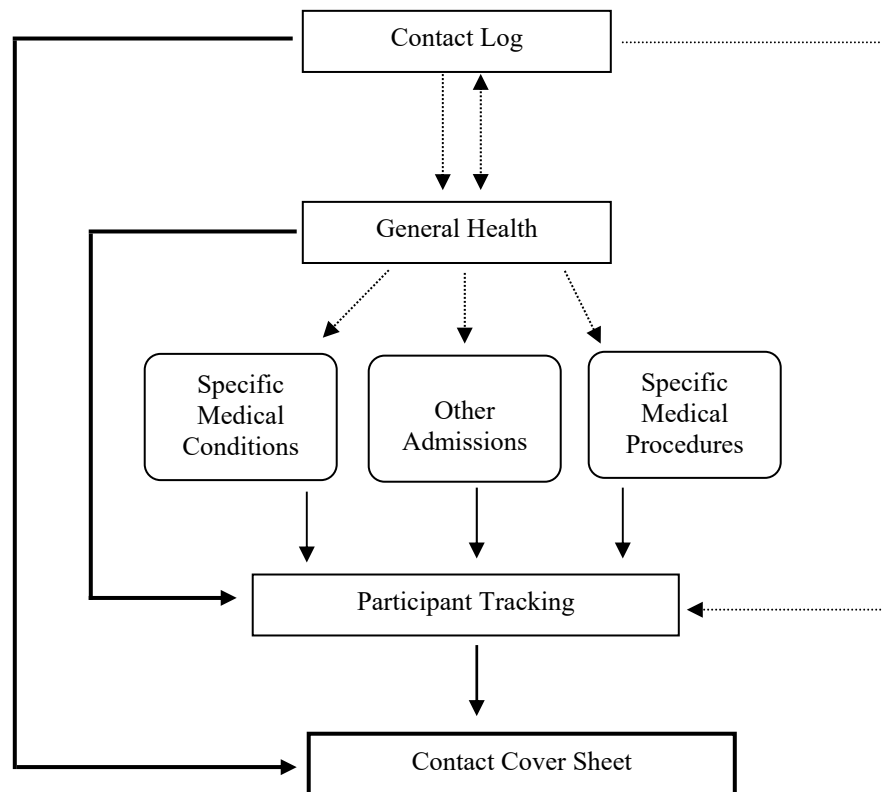 Contact Log
General Health
Specific
Medical
Conditions
Other
Admissions
Specific
Medical
Procedures
Participant Tracking
Contact Cover Sheet